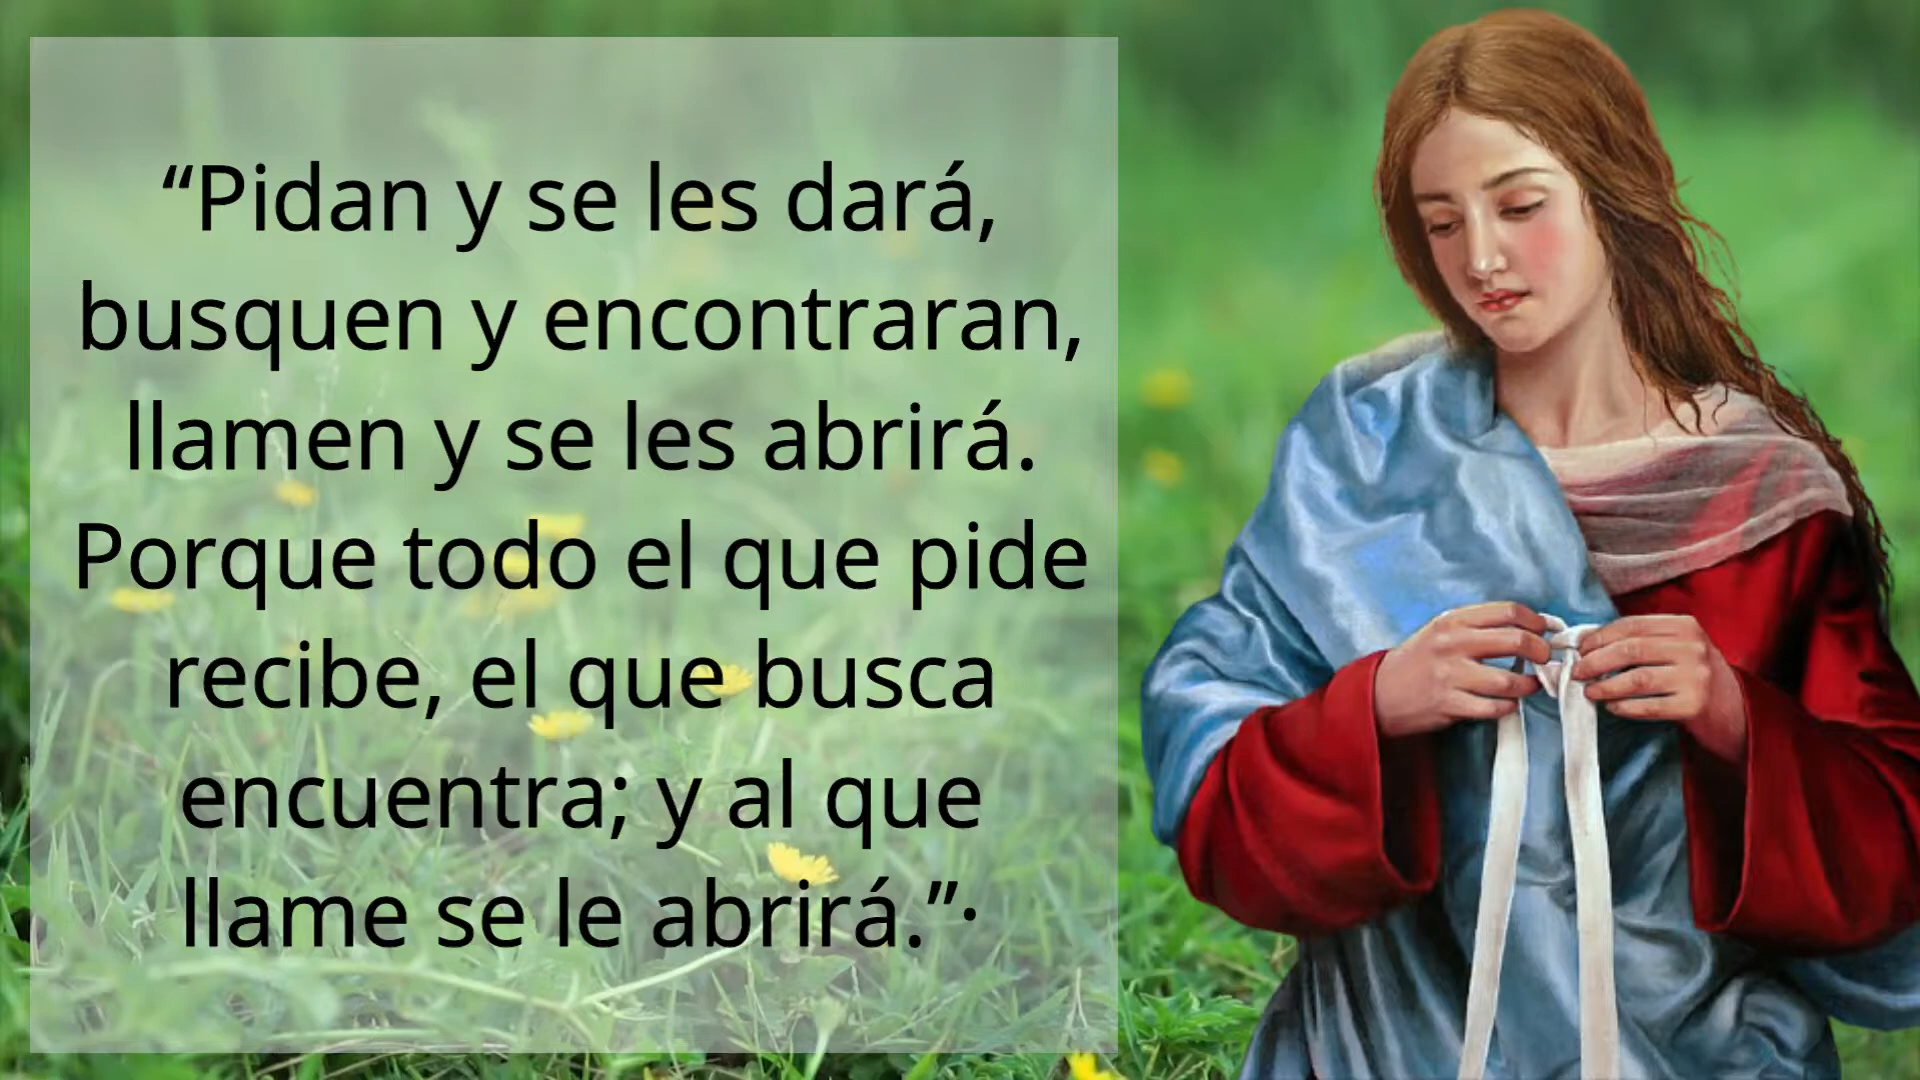 “Pidan y se les dará,
busquen y encontraran,
llamen y se les abrirá.
Porque todo el que pide
recibe, el que busca
encuentra; y al que
llame se le abrirá.”·